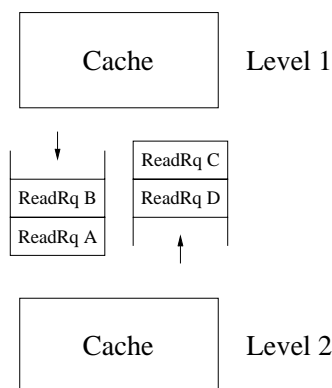 Cache Level 1
ReadRq C
ReadRq B ReadRq D
ReadRq A
Cache Level 2